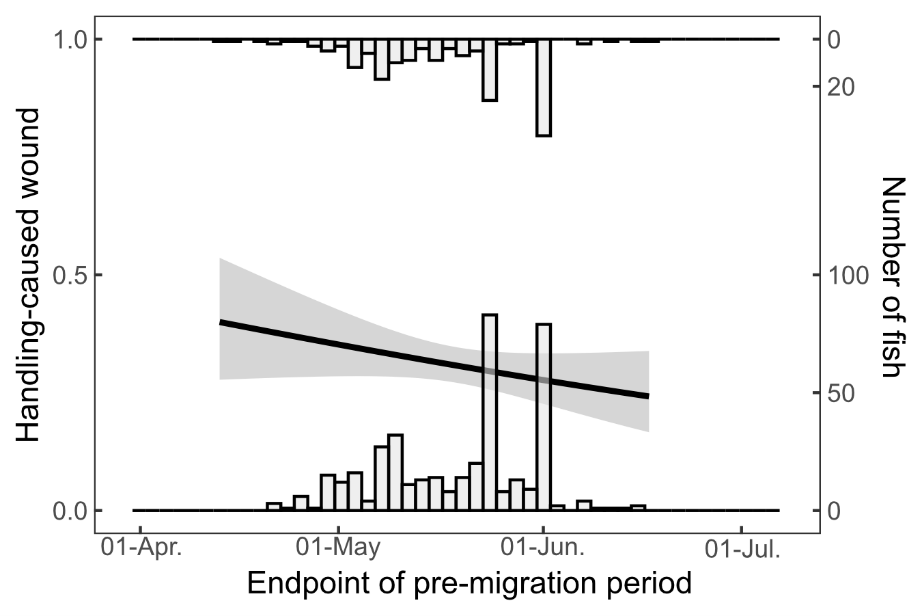 1.0
0.5
0.0
Handling-caused wound
0
20
100
50
0
Number of fish
01-Apr.
01-May
01-Jun.
01-Jul.
Endpoint of pre-migration period